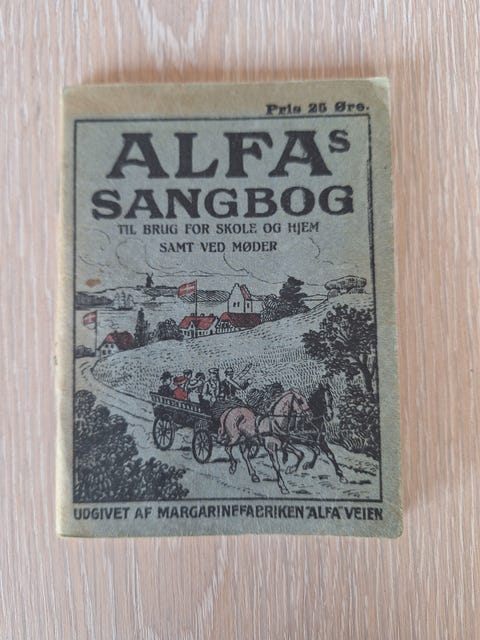 Pris 25 Øre.
ALFAs
SANGBOG
TIL BRUG FOR SKOLE OG HJEM
SAMT VED MØDER
UDGIVET AF MARGARINEFABRIKEN "ALFA" VEJEN